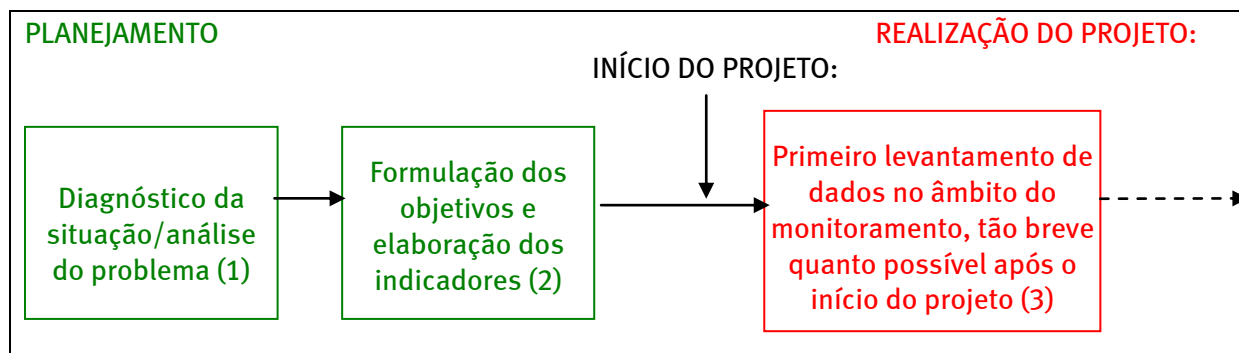 PLANEJAMENTO
REALIZAÇÃO DO PROJETO:
INÍCIO DO PROJETO:
Diagnóstico da
situação/análise
do problema (1)
Formulação dos
objetivos e
elaboração dos
indicadores (2)
Primeiro levantamento de
dados no âmbito do
monitoramento, tão breve
quanto possível após o
início do projeto (3)